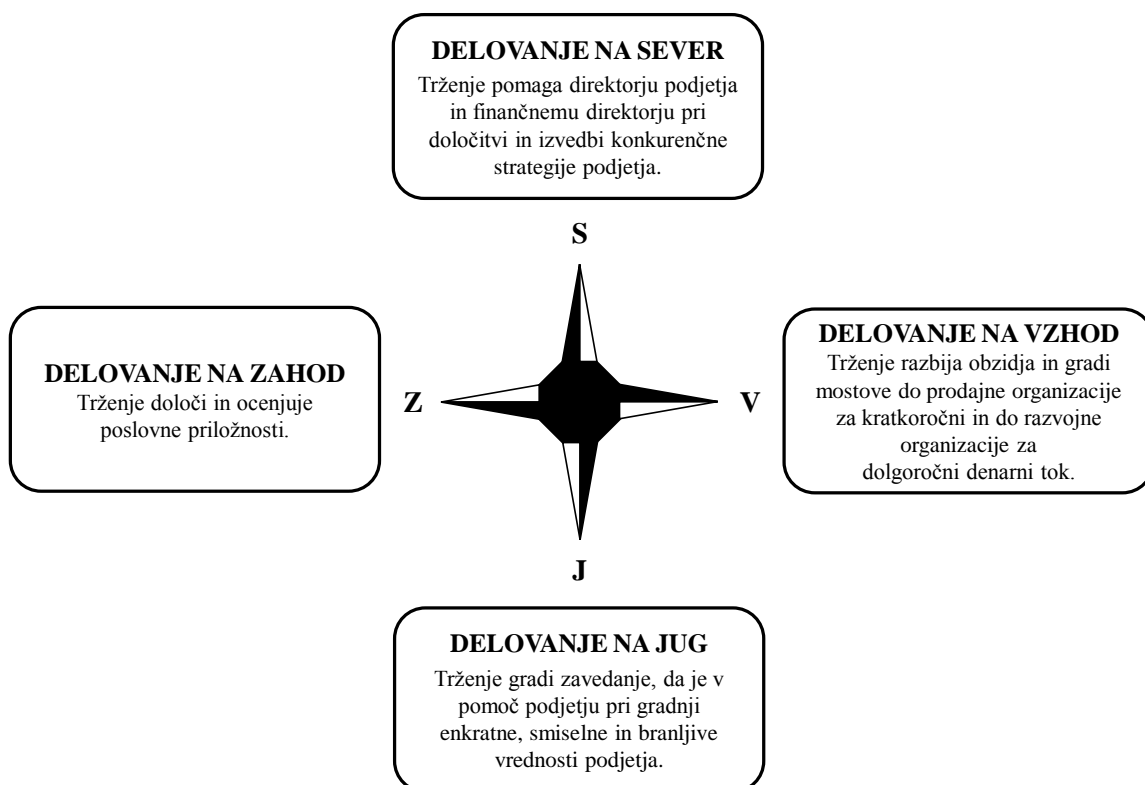 DELOVANJE NA SEVER
Trženje pomaga direktorju podjetja
in finančnemu direktorju pri
določitvi in izvedbi konkurenčne
strategije podjetja.
S
DELOVANJE NA ZAHOD
Trženje določi in ocenjuje
poslovne priložnosti.
Z
V
DELOVANJE NA VZHOD
Trženje razbija obzidja in gradi
mostove do prodajne organizacije
za kratkoročni in do razvojne
organizacije za
dolgoročni denarni tok.
J
DELOVANJE NA JUG
Trženje gradi zavedanje, da je v
pomoč podjetju pri gradnji
enkratne, smiselne in branljive
vrednosti podjetja.